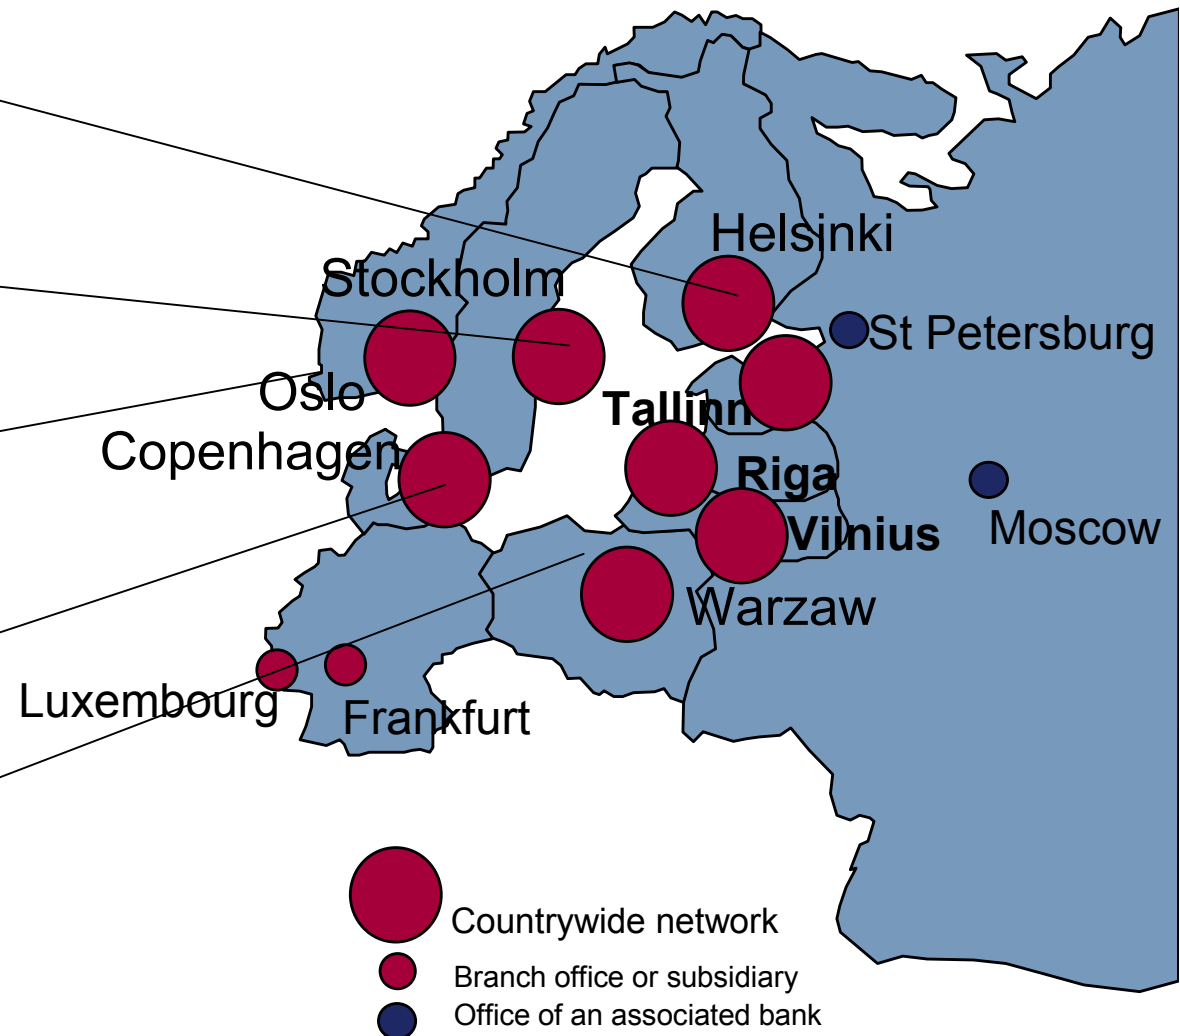 Helsinki
Stockholm
St Petersburg
Oslo
Tallinn
Copenhagen
Riga
Moscow
Vilnius
Warzaw
Luxembourg
Frankfurt
Countrywide network
Branch office or subsidiary
Office of an associated bank